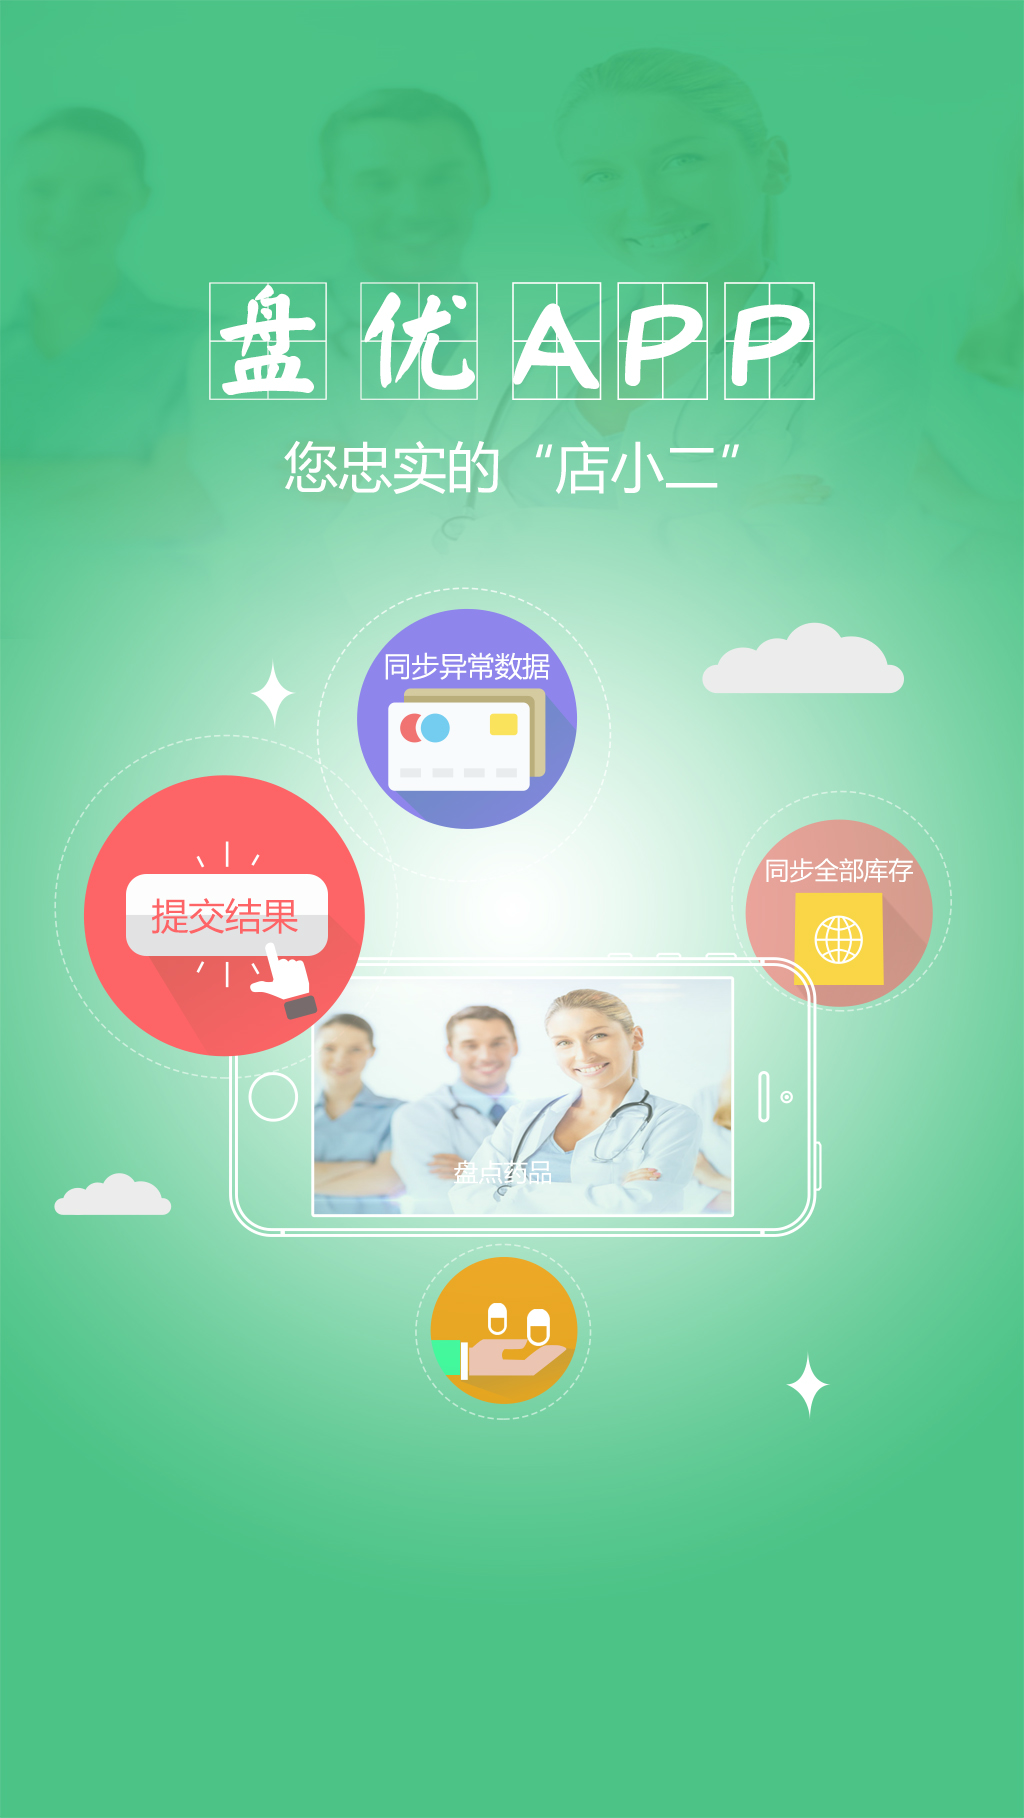 盘优APP
您忠实的“店小二”
同步异常数据
同步全部库存
提交结果
盘点药品